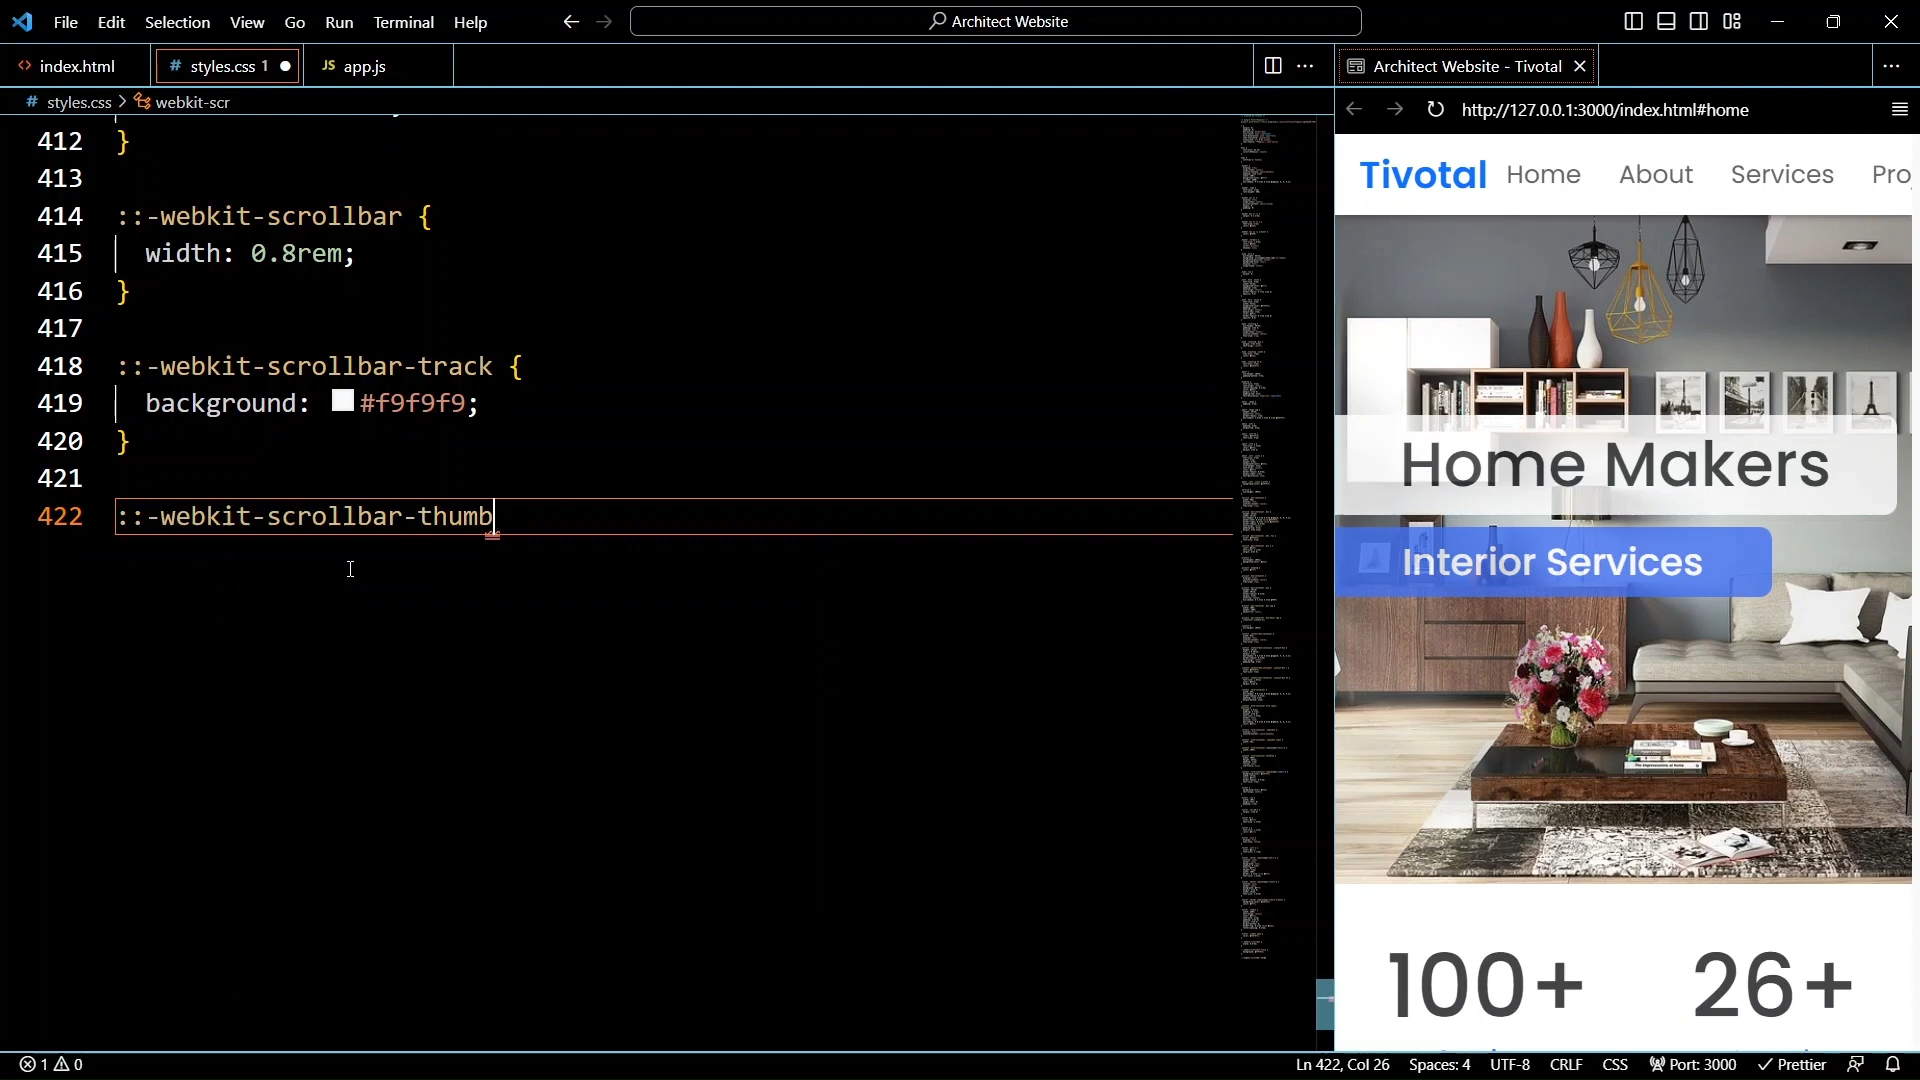 File Edit Selection View Go Run Terminal Help
Architect Website
index.html
# styles.css 1
JS app.js
Architect Website - Tivotal
# styles.css > webkit-scr
http://127.0.0.1:3000/index.html#home
412 }
413
414 ::-webkit-scrollbar {
415 width: 0.8rem;
416 }
417
418 ::-webkit-scrollbar-track {
419 background: #f9f9f9;
420 }
421
422 ::-webkit-scrollbar-thumb
Tivotal Home About Services Pro
Home Makers
Interior Services
100+ 26+
1 0
Ln 422, Col 26 Spaces: 4 UTF-8 CRLF CSS Port: 3000 Prettier